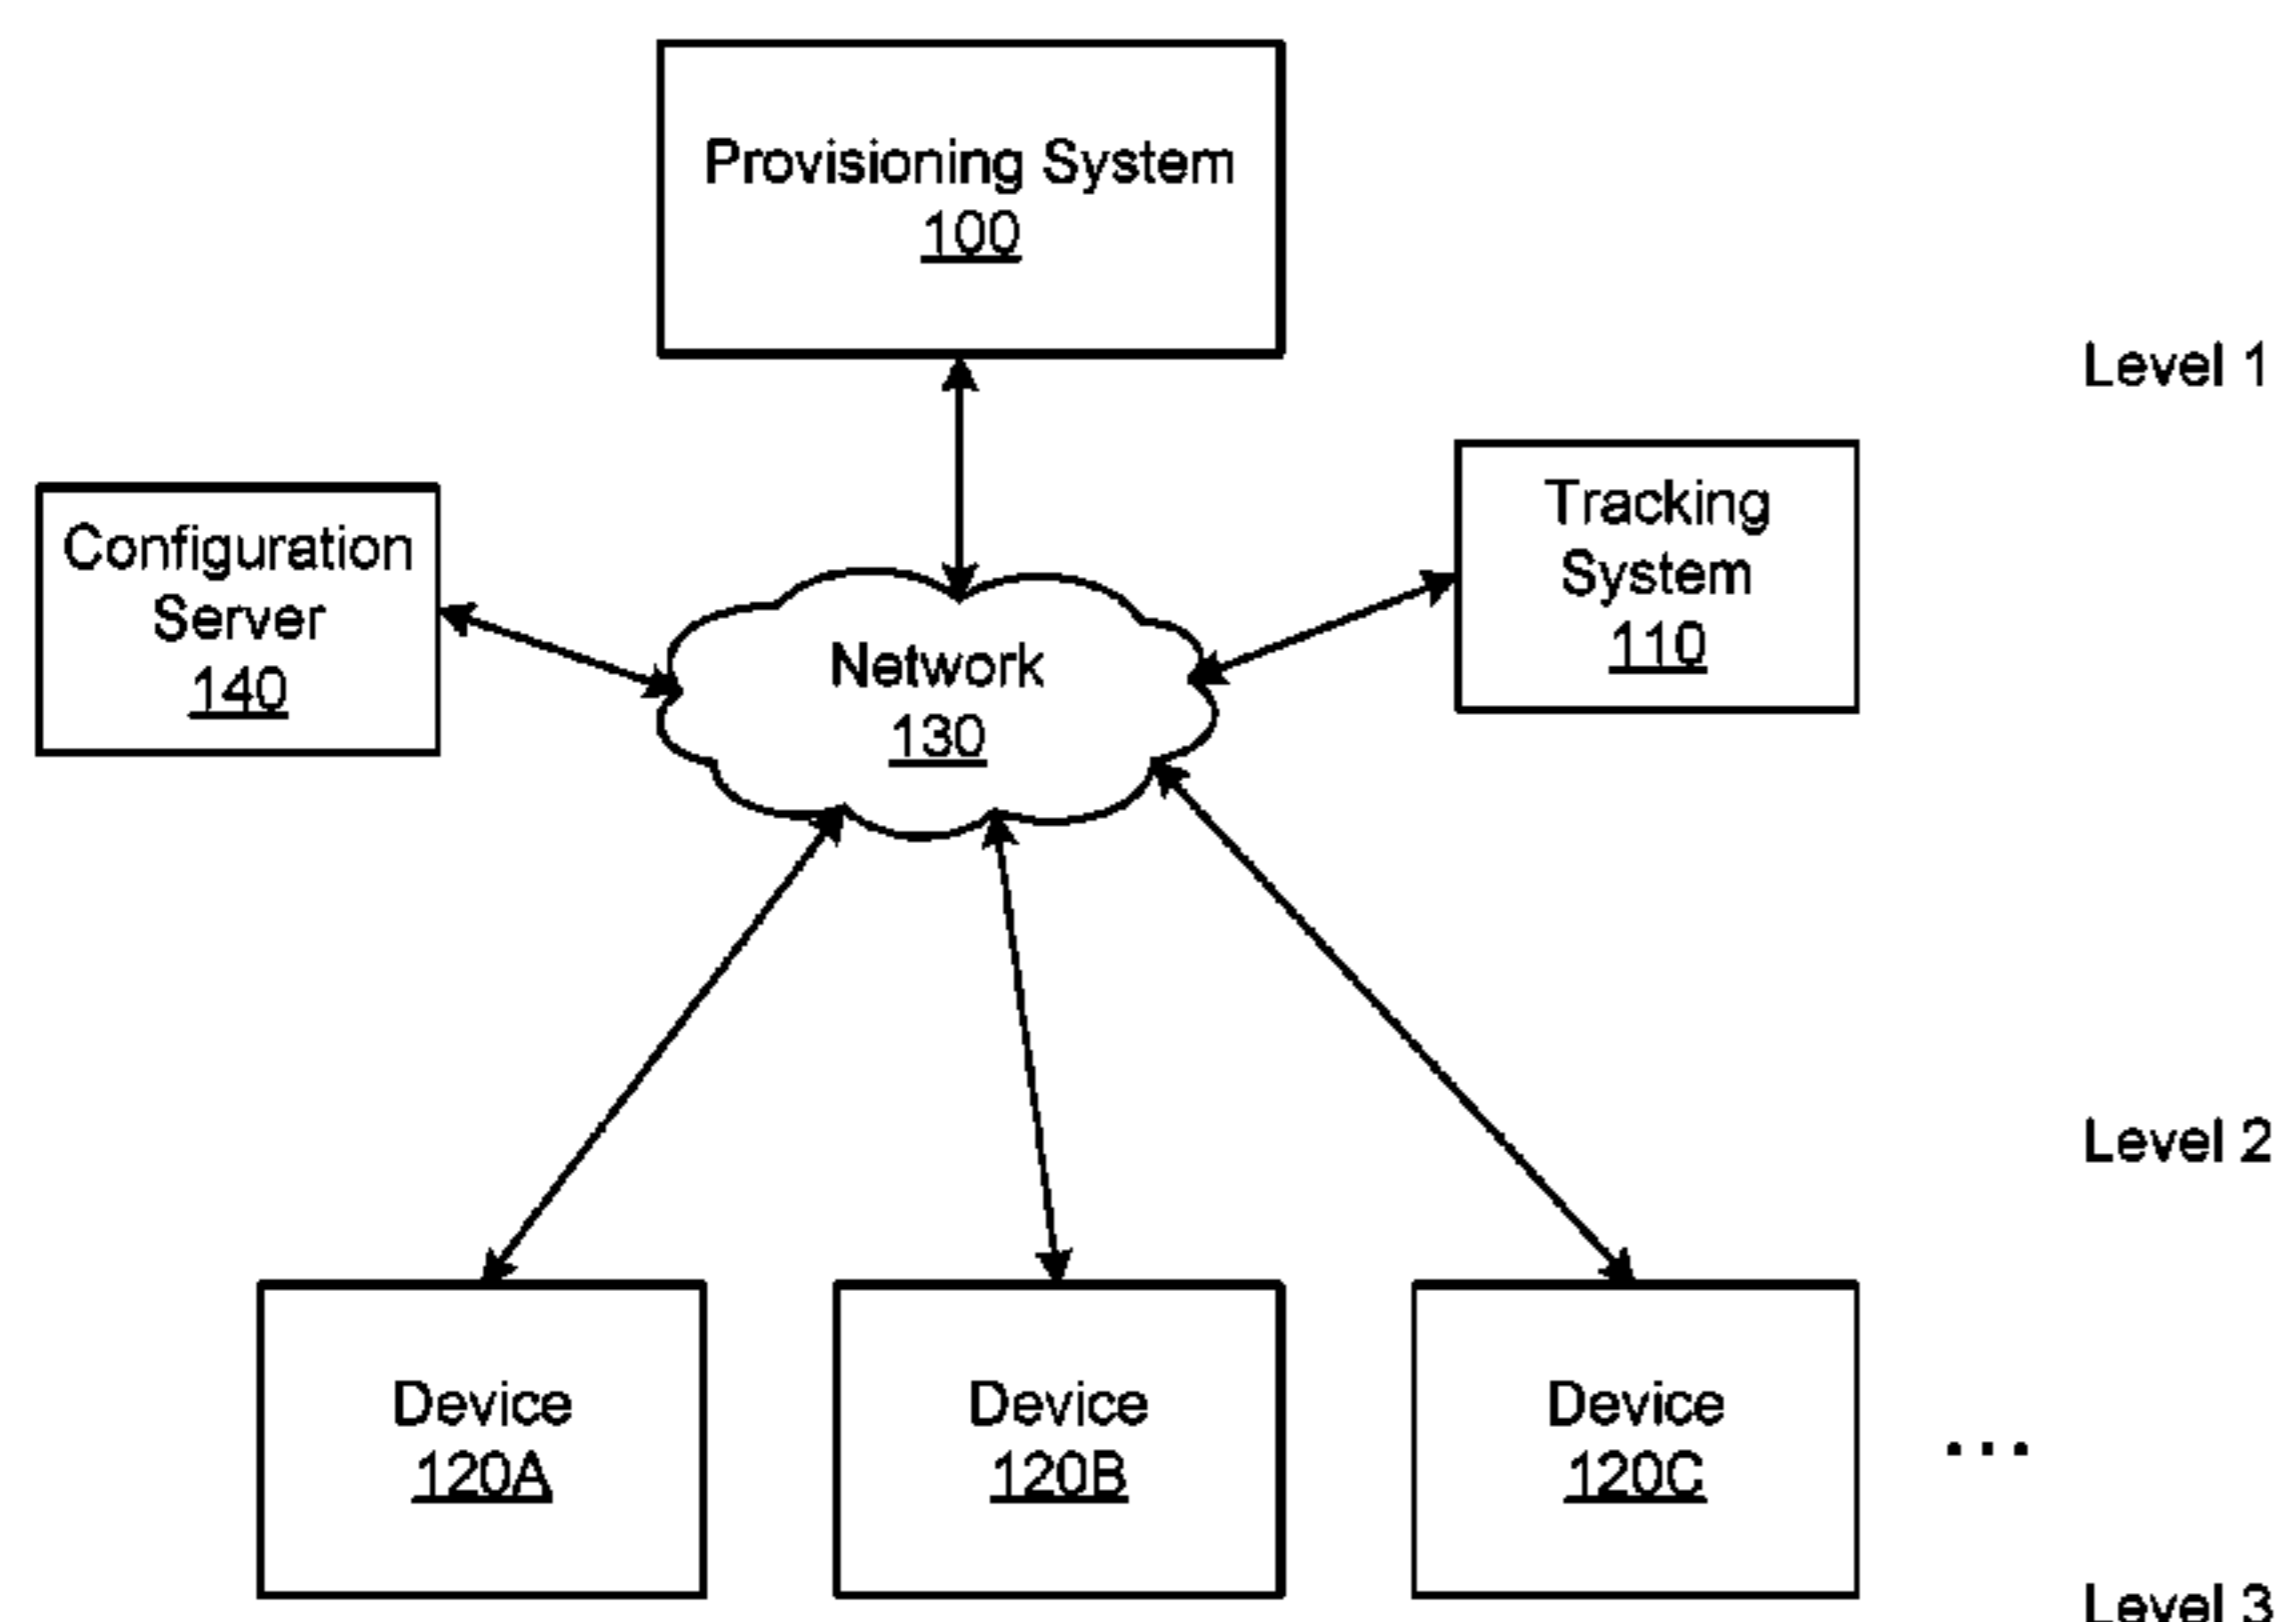 Provisioning System
100
Level 1
Configuration
Server
140
Tracking
System
110
Network
130
Level 2
Device
120A
Device
120B
Device
120C
...
Level 3